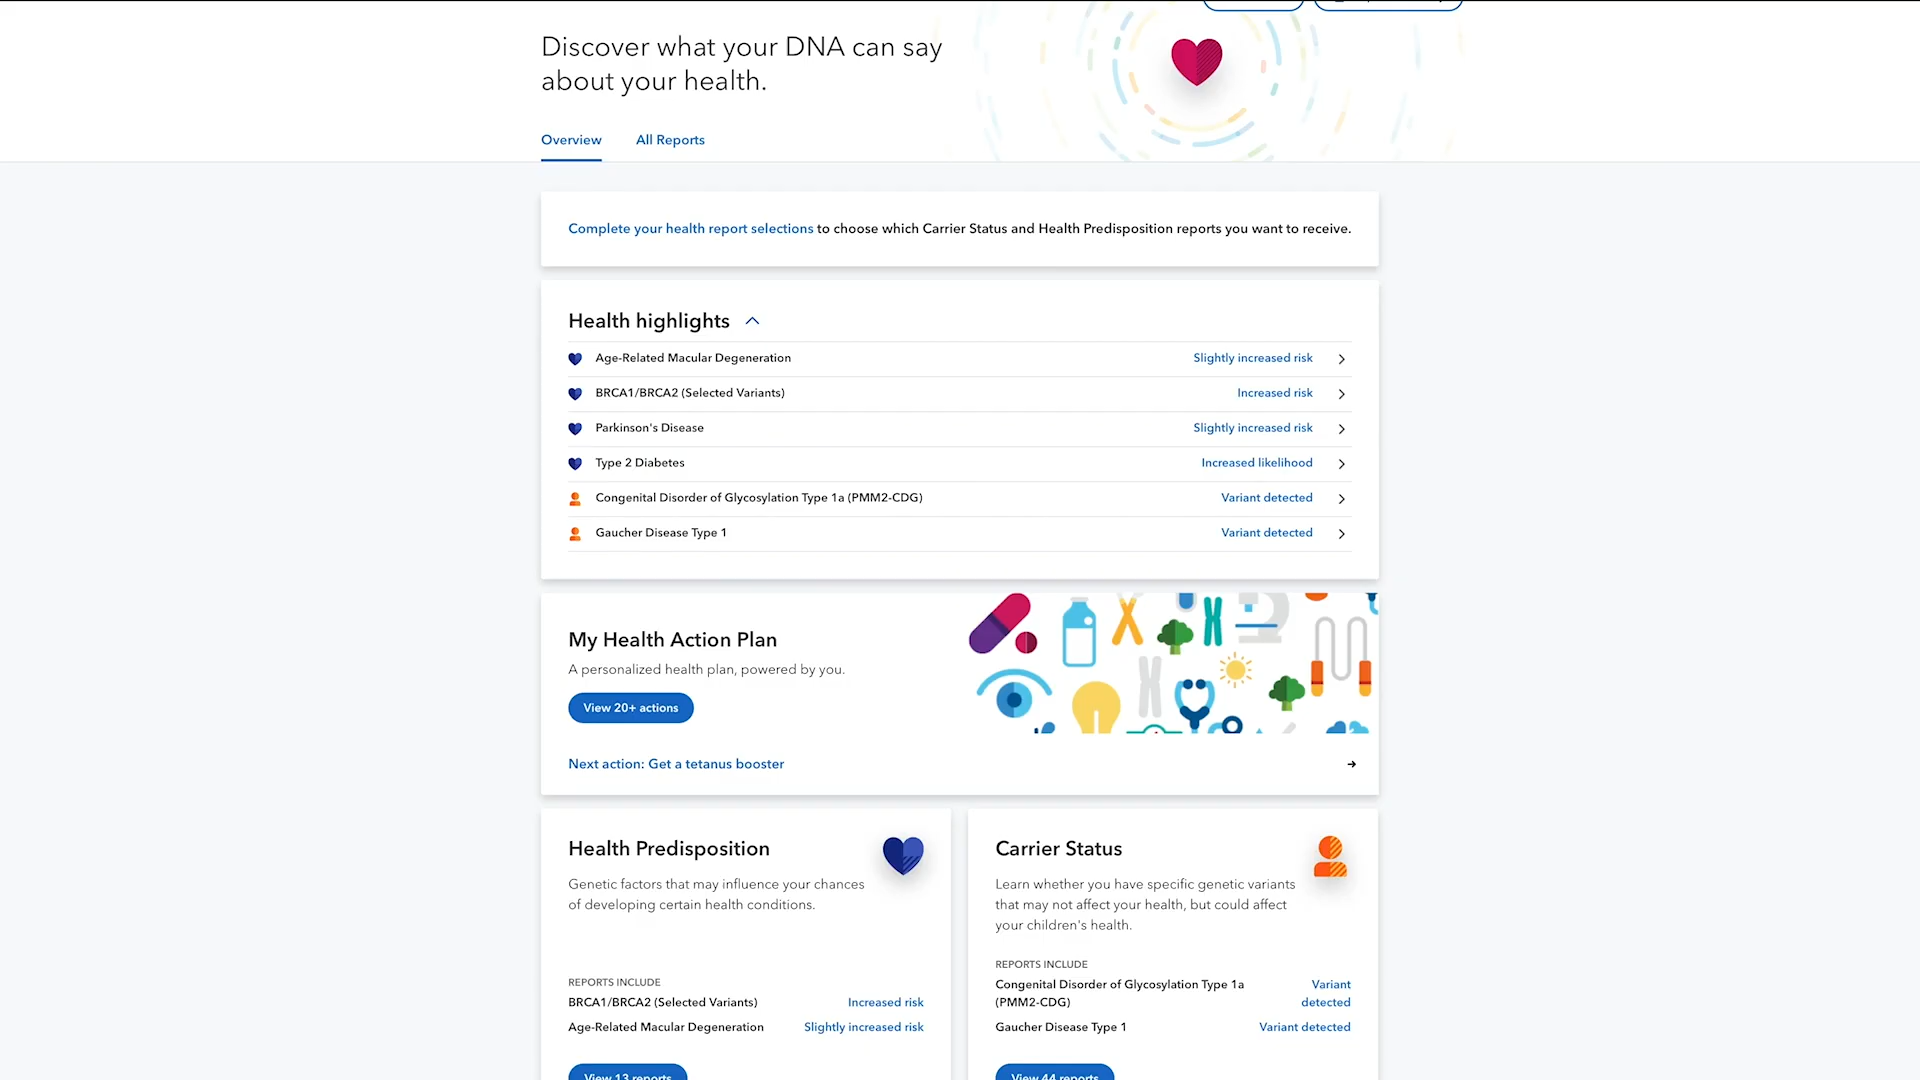 Discover what your DNA can say
about your health.
Overview
All Reports
Complete your health report selections to choose which Carrier Status and Health Predisposition reports you want to receive.
Health highlights
Age-Related Macular Degeneration Slightly increased risk
BRCA1/BRCA2 (Selected Variants) Increased risk
Parkinson's Disease Slightly increased risk
Type 2 Diabetes Increased likelihood
Congenital Disorder of Glycosylation Type 1a (PMM2-CDG) Variant detected
Gaucher Disease Type 1 Variant detected
My Health Action Plan
A personalized health plan, powered by you.
View 20+ actions
Next action: Get a tetanus booster
Health Predisposition
Genetic factors that may influence your chances
of developing certain health conditions.
REPORTS INCLUDE
BRCA1/BRCA2 (Selected Variants) Increased risk
Age-Related Macular Degeneration Slightly increased risk
View 13 reports
Carrier Status
Learn whether you have specific genetic variants
that may not affect your health, but could affect
your children's health.
REPORTS INCLUDE
Congenital Disorder of Glycosylation Type 1a Variant
(PMM2-CDG) detected
Gaucher Disease Type 1 Variant detected
View 44 reports